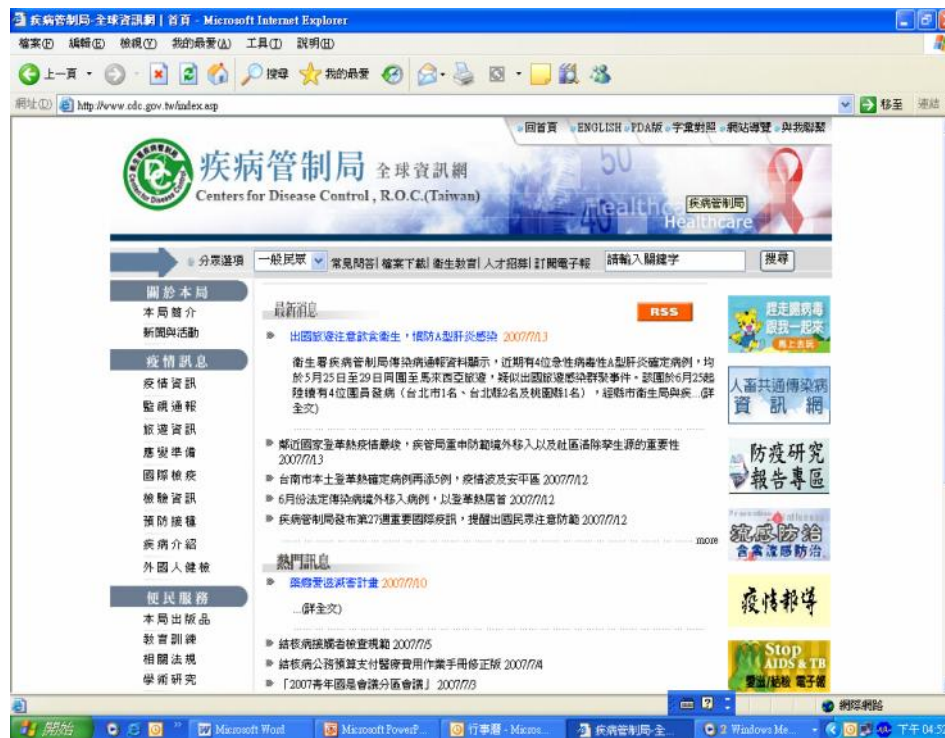 疾病管制局-全球資訊網 | 首頁 - Microsoft Internet Explorer
檔案(F) 編輯(E) 檢視(V) 我的最愛(A) 工具(T) 說明(H)
上一頁 搜尋 我的最愛
網址(D) http://www.cdc.gov.tw/index.asp 移至 連結
回首頁 ENGLISH PDA版 字彙對照 網站導覽 與我聯繫
疾病管制局 全球資訊網
Centers for Disease Control , R.O.C.(Taiwan)
50
40
Healthcare
疾病管制局
分眾選項 一般民眾 常見問答| 檔案下載| 衛生教育| 人才招募| 訂閱電子報 請輸入關鍵字 搜尋
關於本局
本局簡介
新聞與活動
疫情訊息
疫情資訊
監視通報
旅遊資訊
應變準備
國際檢疫
檢驗資訊
預防接種
疾病介紹
外國人健檢
便民服務
本局出版品
教育訓練
相關法規
學術研究
最新消息 RSS
出國旅遊注意飲食衛生,慎防A型肝炎感染 2007/7/13
衛生署疾病管制局傳染病通報資料顯示,近期有4位急性病毒性A型肝炎確定病例,均
於5月25日至29日同團至馬來西亞旅遊,疑似出國旅遊感染群聚事件。該團於6月25起
陸續有4位團員發病(台北市1名、台北縣2名及桃園縣1名),經縣市衛生局與疾...(詳
全文)
鄰近國家登革熱疫情嚴峻,疾管局重申防範境外移入以及社區清除孳生源的重要性
2007/7/13
台南市本土登革熱確定病例再添5例,疫情波及安平區 2007/7/12
6月份法定傳染病境外移入病例,以登革熱居首 2007/7/12
疾病管制局發布第27週重要國際疫訊,提醒出國民眾注意防範 2007/7/12
more
熱門訊息
藥癮愛滋減害計畫 2007/7/10
...(詳全文)
結核病接觸者檢查規範 2007/7/5
結核病公務預算支付醫療費用作業手冊修正版 2007/7/4
「2007青年國是會議分區會議」 2007/7/3
趕走腸病毒
跟我一起來
馬上去玩
人畜共通傳染病
資訊網
防疫研究
報告專區
流感防治
含禽流感防治
疫情報導
Stop
AIDS & TB
愛滋/結核 電子報
網際網路
開始 Microsoft Word Microsoft PowerP... 行事曆 - Micros... 疾病管制局-全... 2 Windows Me... 下午 04:5